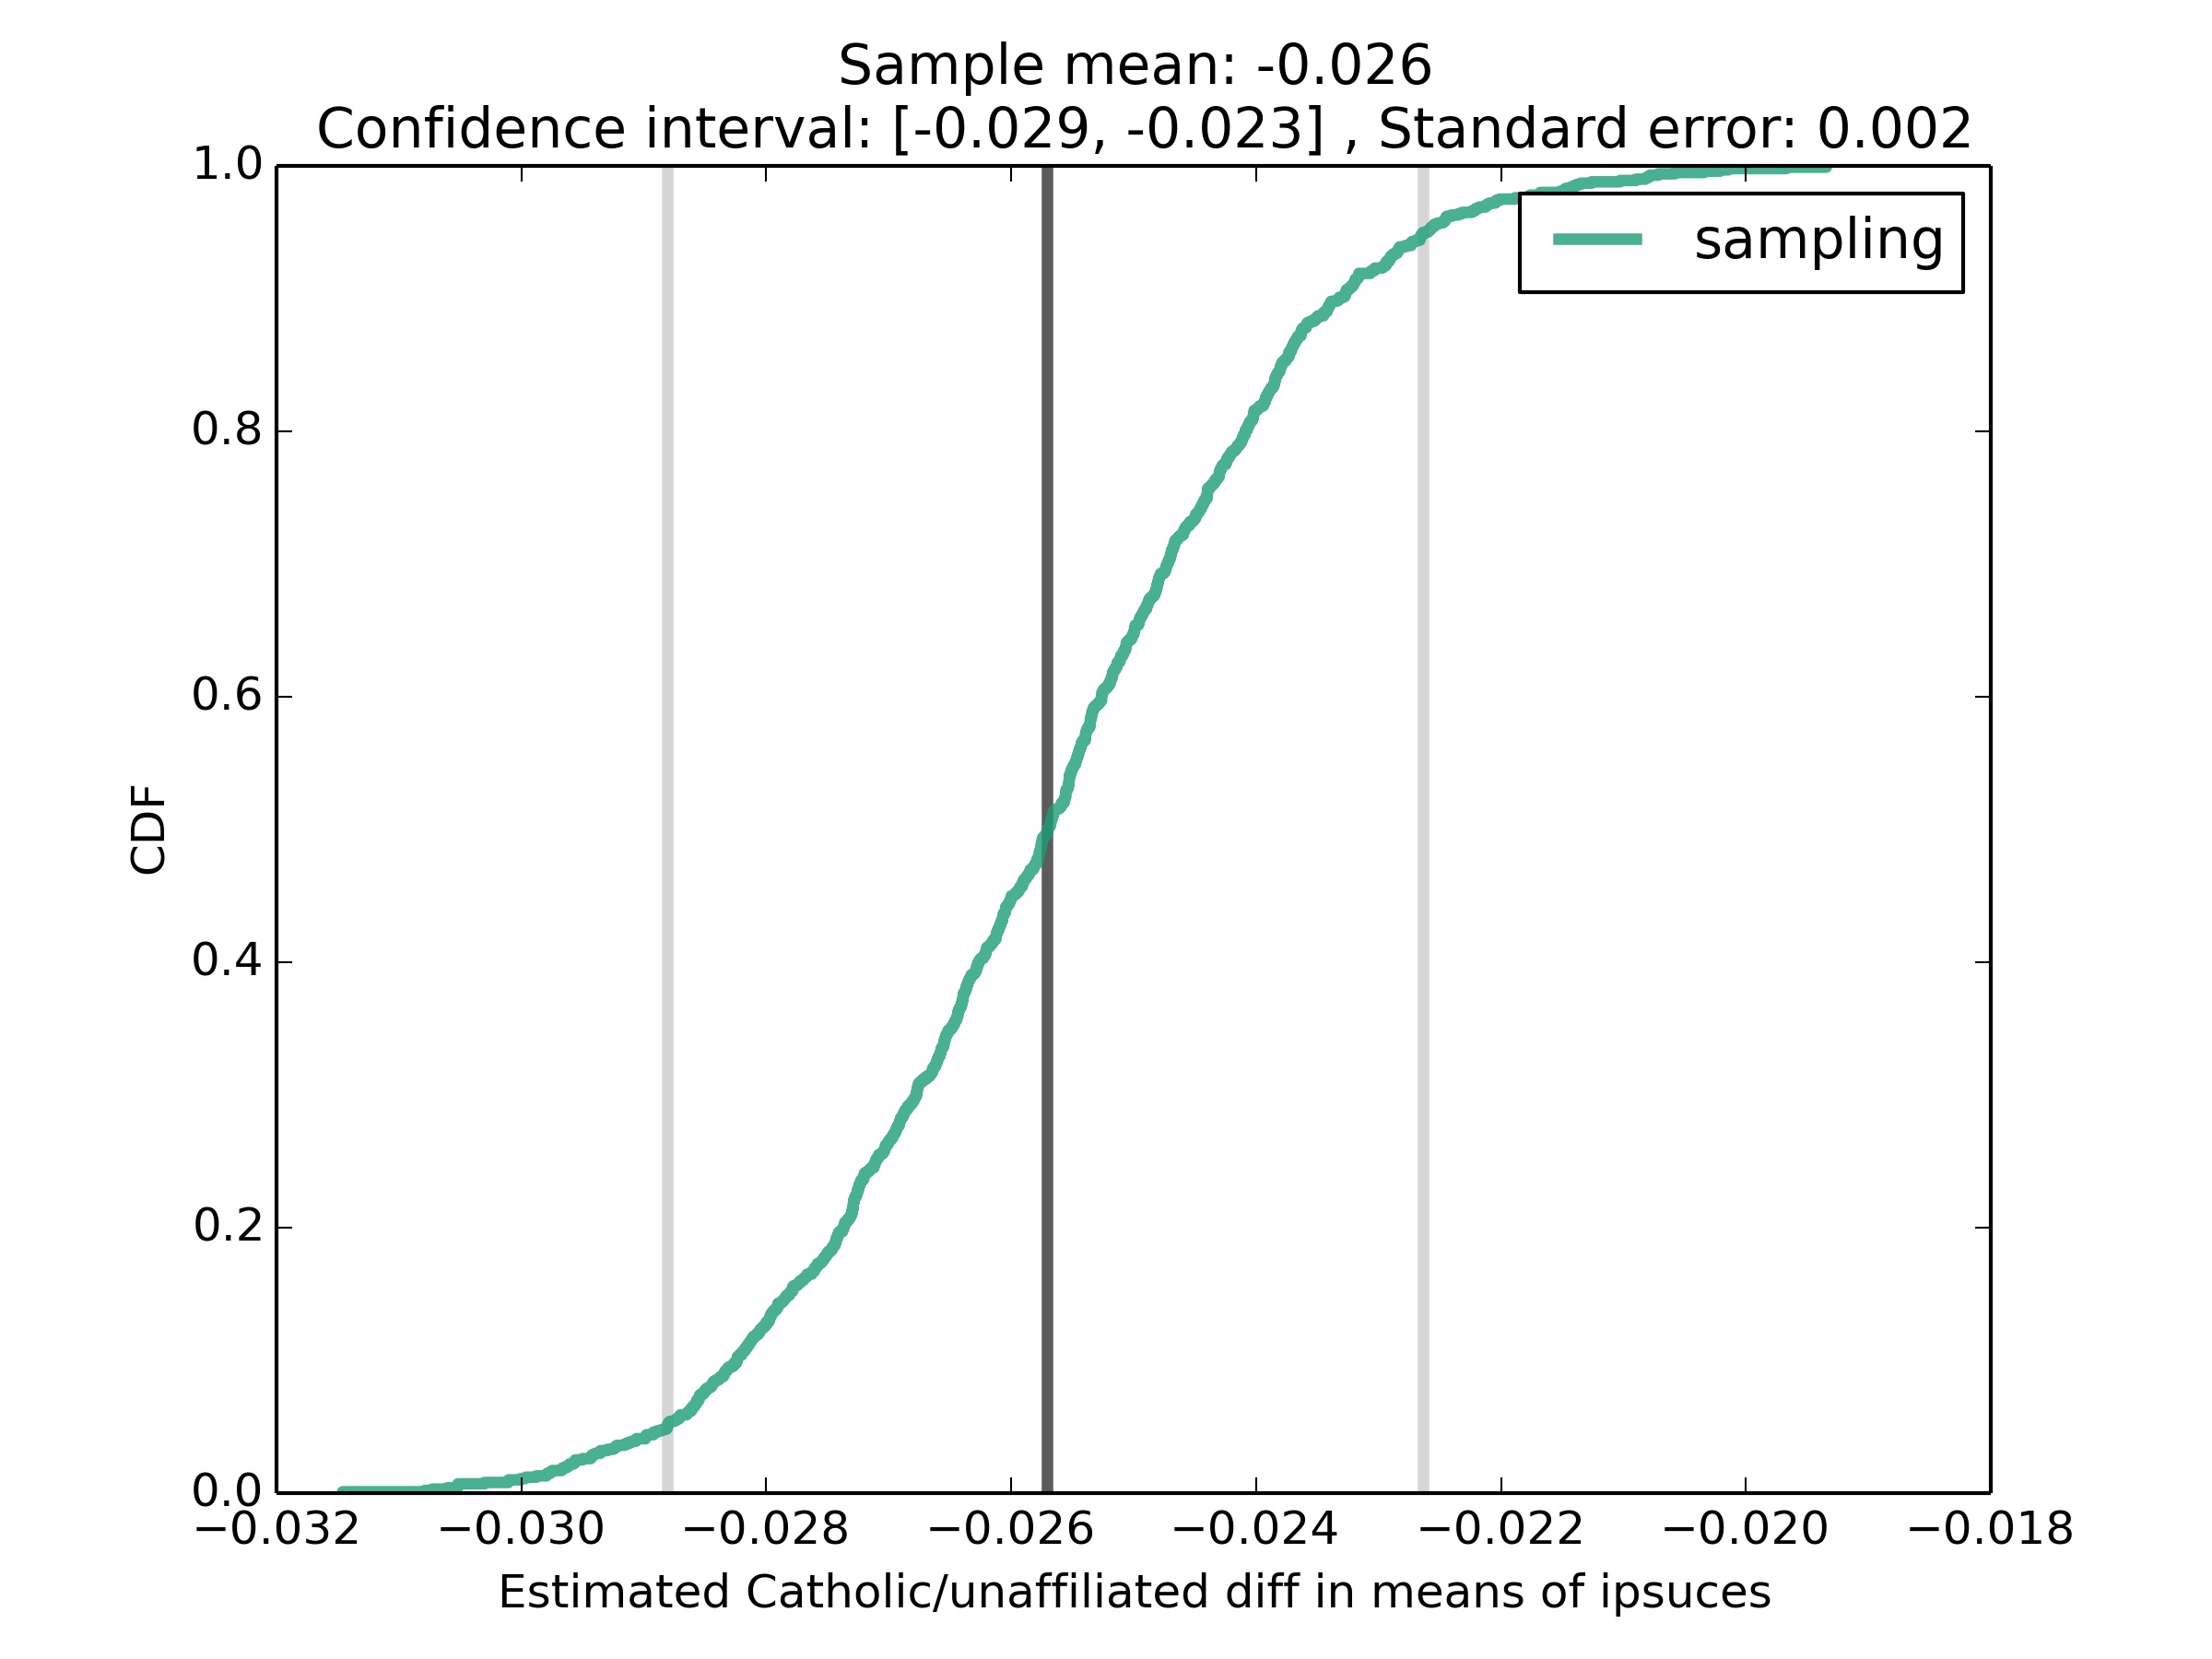 Sample mean: -0.026
Confidence interval: [-0.029, -0.023] , Standard error: 0.002
1.0
sampling
0.8
0.6
CDF
0.4
0.2
0.0
−0.032 −0.030 −0.028 −0.026 −0.024 −0.022 −0.020 −0.018
Estimated Catholic/unaffiliated diff in means of ipsuces